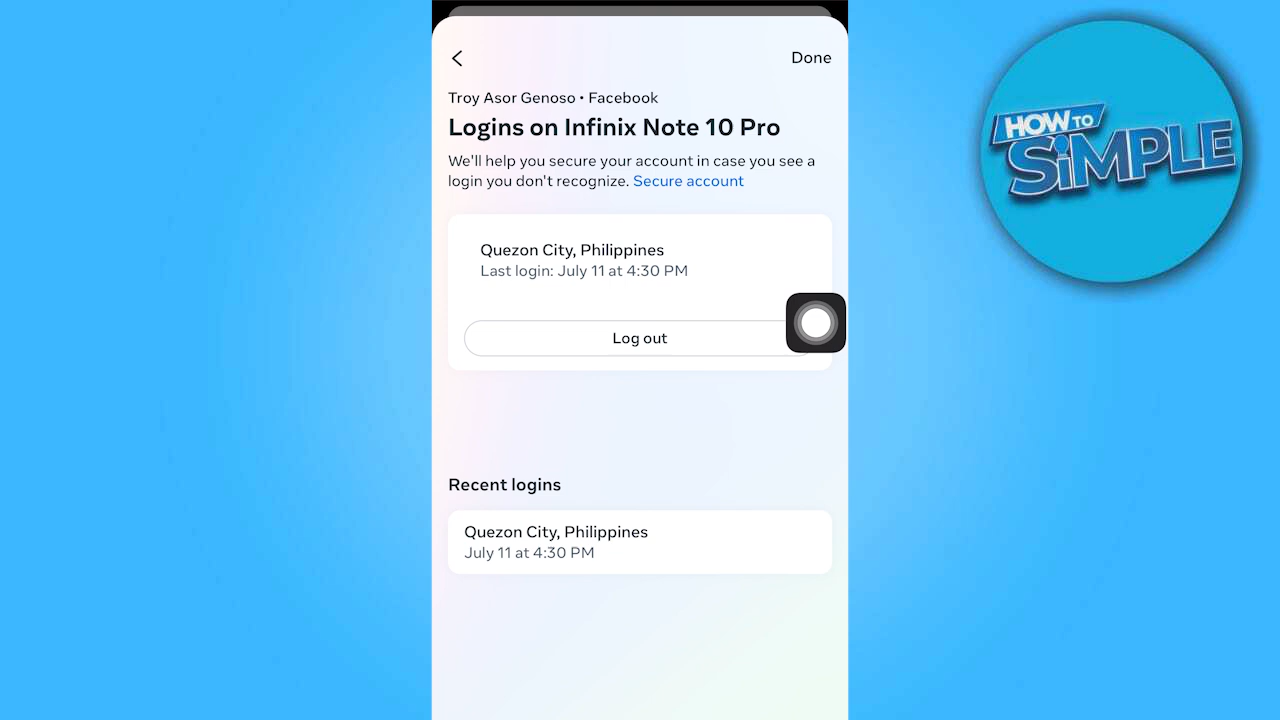 Done
Troy Asor Genoso • Facebook
Logins on Infinix Note 10 Pro
We'll help you secure your account in case you see a
login you don't recognize. Secure account
Quezon City, Philippines
Last login: July 11 at 4:30 PM
Log out
Recent logins
Quezon City, Philippines
July 11 at 4:30 PM
HOW TO
SiMPLE